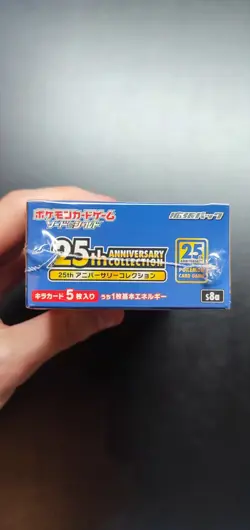 ポケモンカードゲーム
ソード&シールド
拡張パック
25th ANNIVERSARY
COLLECTION
25th アニバーサリーコレクション
25
POKÉMON
CARD GAME
キラカード5枚入り うち1枚基本エネルギー
s8a